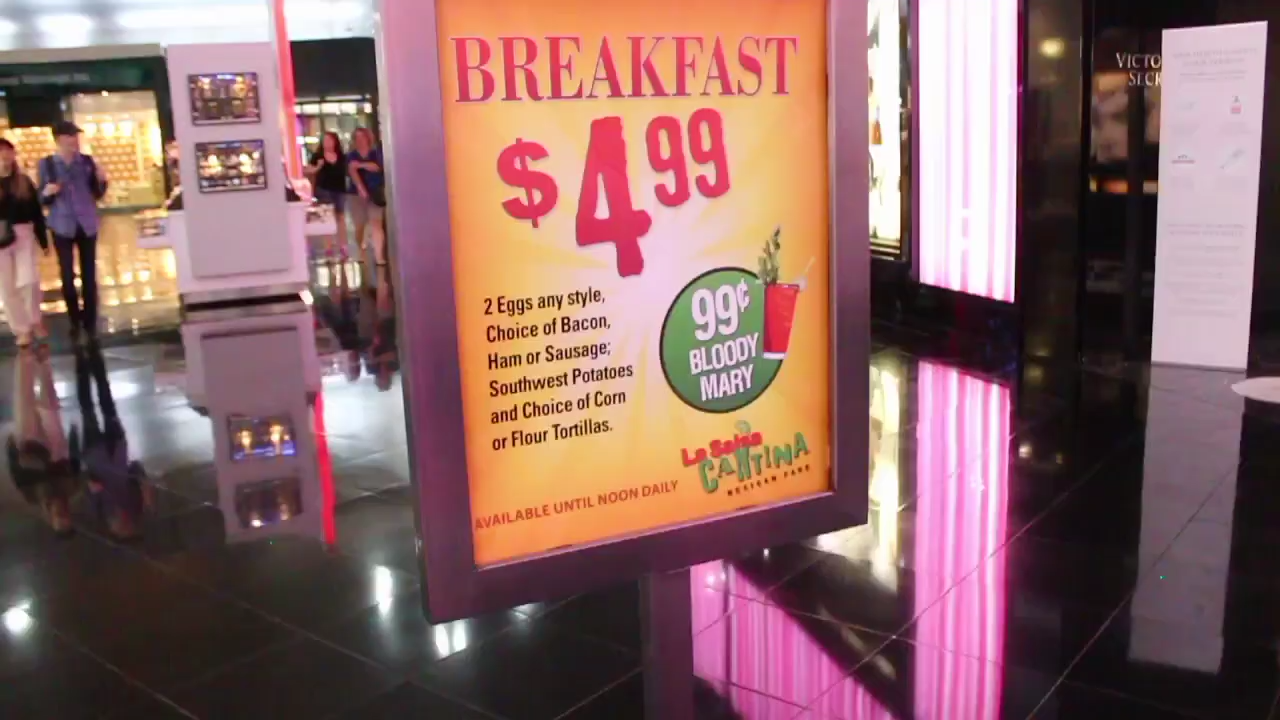 BREAKFAST
$4 99
2 Eggs any style,
Choice of Bacon,
Ham or Sausage;
Southwest Potatoes
and Choice of Corn
or Flour Tortillas.
99¢
BLOODY
MARY
La Salsa
CANTINA
MEXICAN FARE
AVAILABLE UNTIL NOON DAILY
VICTO
SECR